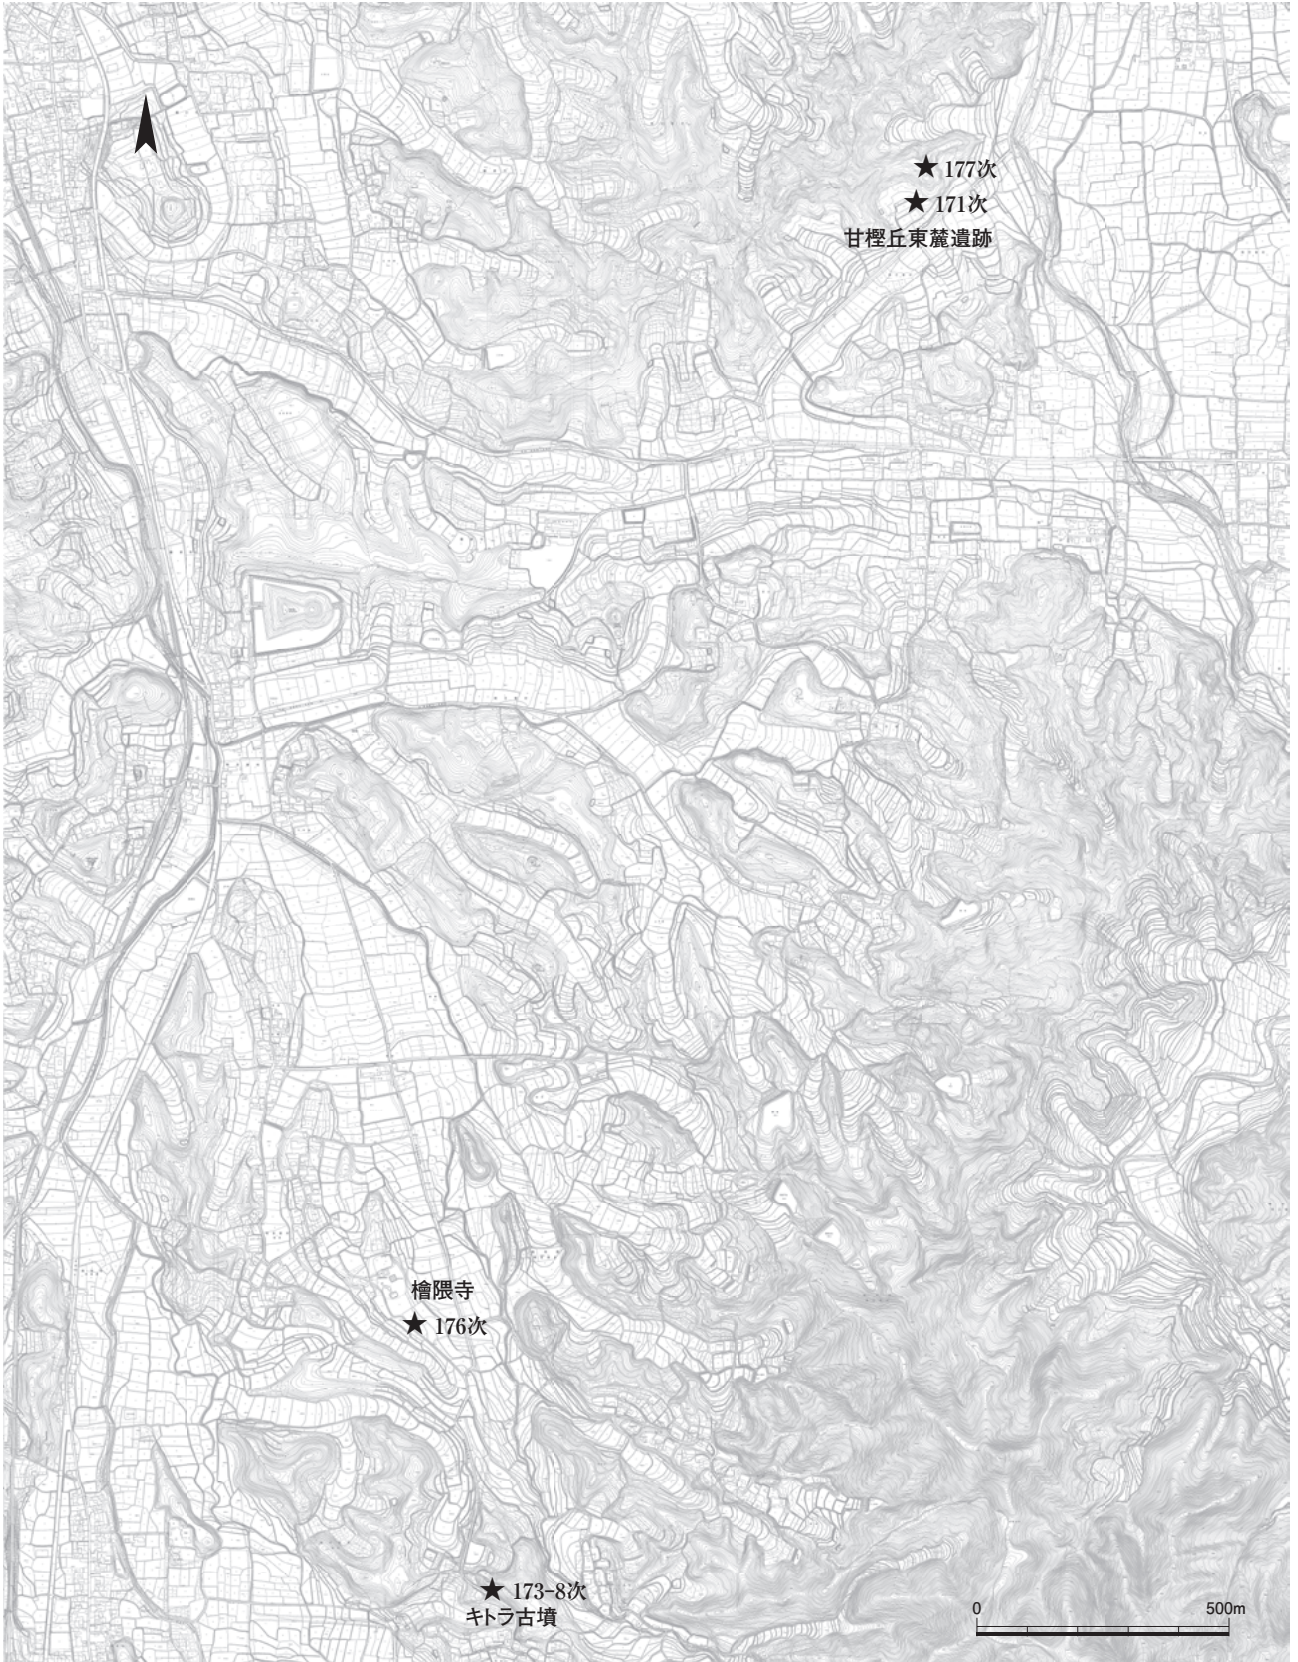 ★ 177次
★ 171次
甘樫丘東麓遺跡
檜隈寺
★ 176次
★ 173-8次
キトラ古墳
0 500m